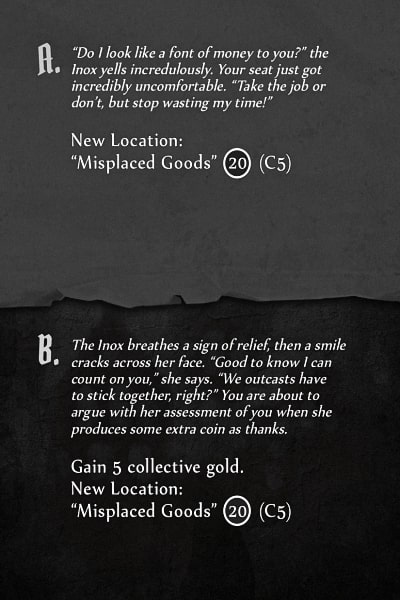 A.
“Do I look like a font of money to you?” the
Inox yells incredulously. Your seat just got
incredibly uncomfortable. “Take the job or
don’t, but stop wasting my time!”
New Location:
“Misplaced Goods” 20 (C5)
B.
The Inox breathes a sign of relief, then a smile
cracks across her face. “Good to know I can
count on you,” she says. “We outcasts have
to stick together, right?” You are about to
argue with her assessment of you when she
produces some extra coin as thanks.
Gain 5 collective gold.
New Location:
“Misplaced Goods” 20 (C5)